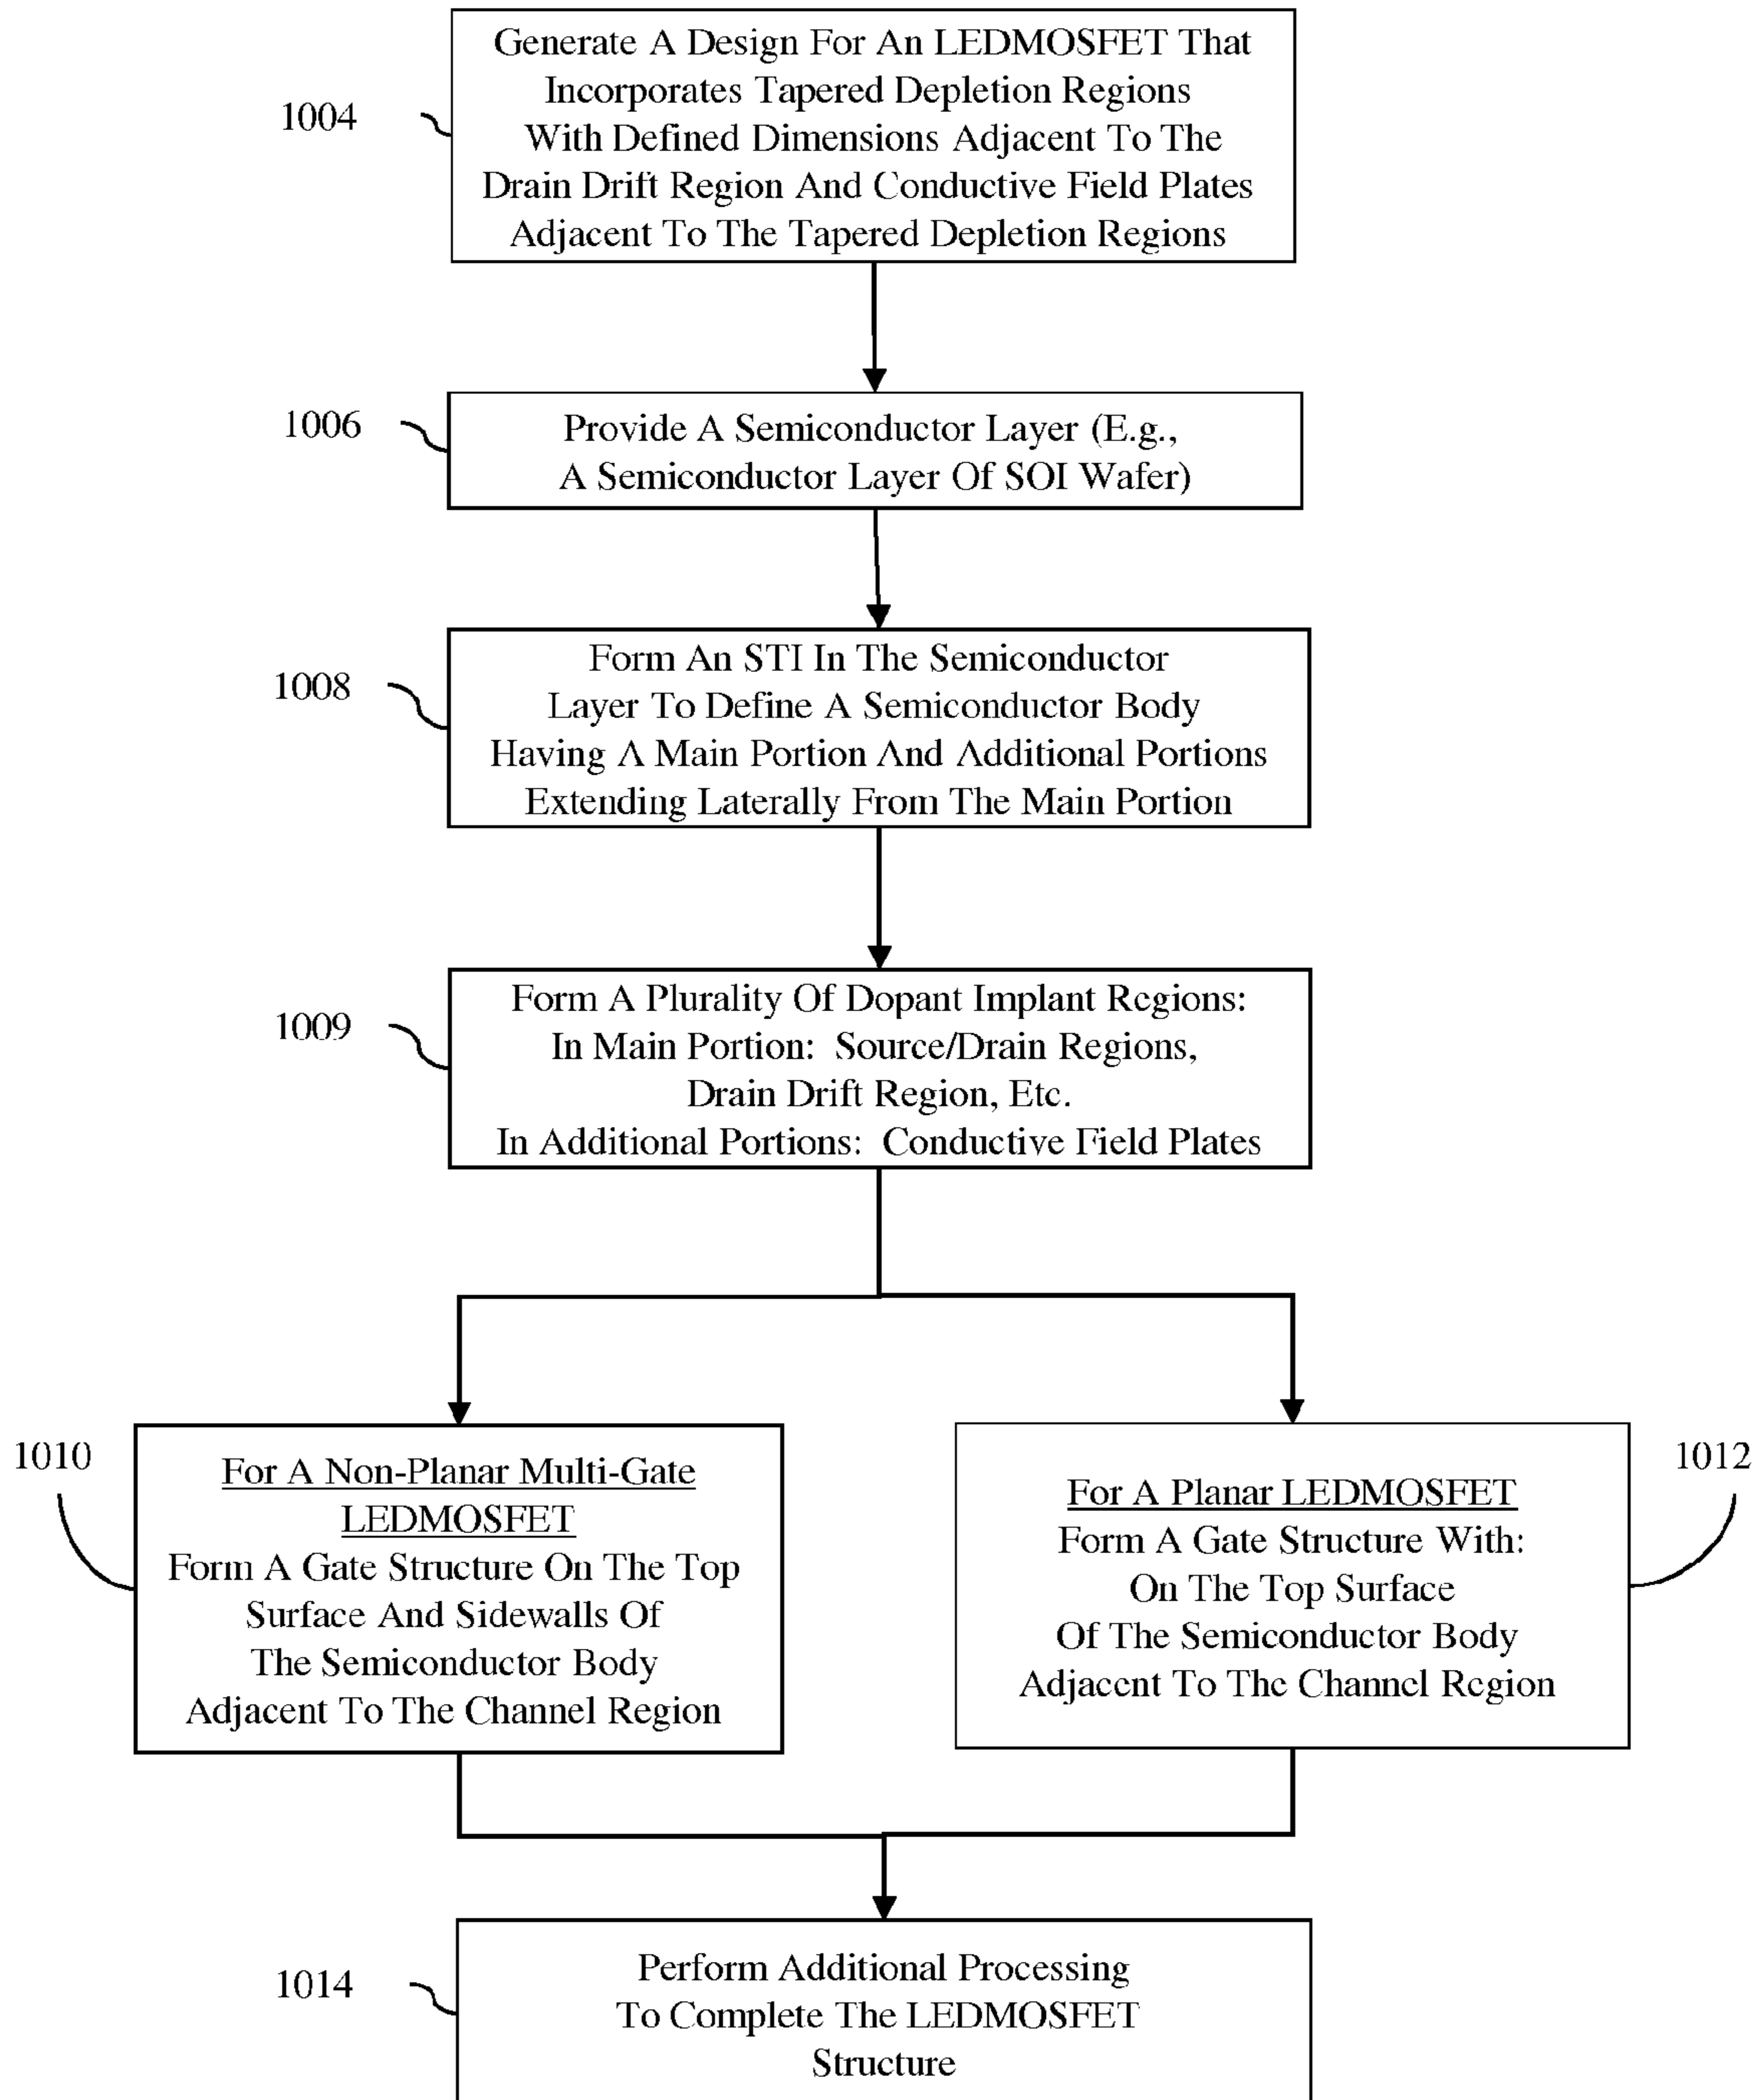 Generate A Design For An LEDMOSFET That
Incorporates Tapered Depletion Regions
With Defined Dimensions Adjacent To The
Drain Drift Region And Conductive Field Plates
Adjacent To The Tapered Depletion Regions
1004
Provide A Semiconductor Layer (E.g.,
A Semiconductor Layer Of SOI Wafer)
1006
Form An STI In The Semiconductor
Layer To Define A Semiconductor Body
Having A Main Portion And Additional Portions
Extending Laterally From The Main Portion
1008
Form A Plurality Of Dopant Implant Regions:
In Main Portion: Source/Drain Regions,
Drain Drift Region, Etc.
In Additional Portions: Conductive Field Plates
1009
1010
For A Non-Planar Multi-Gate
LEDMOSFET
Form A Gate Structure On The Top
Surface And Sidewalls Of
The Semiconductor Body
Adjacent To The Channel Region
For A Planar LEDMOSFET
Form A Gate Structure With:
On The Top Surface
Of The Semiconductor Body
Adjacent To The Channel Region
1012
Perform Additional Processing
To Complete The LEDMOSFET
Structure
1014